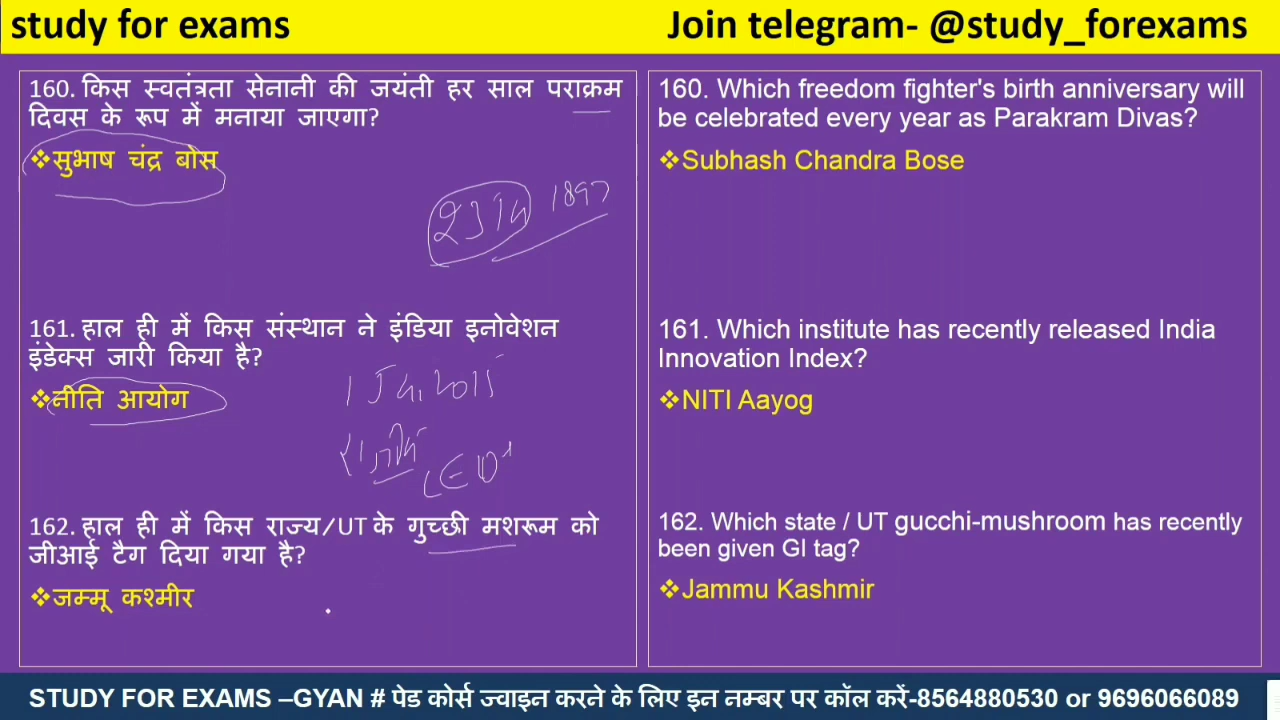 study for exams
Join telegram- @study_forexams
160. किस स्वतंत्रता सेनानी की जयंती हर साल पराक्रम
दिवस के रूप में मनाया जाएगा?
❖सुभाष चंद्र बोस
23 1897
161. हाल ही में किस संस्थान ने इंडिया इनोवेशन
इंडेक्स जारी किया है?
❖नीति आयोग
1 2015
162. हाल ही में किस राज्य/UT के गुच्छी मशरूम को
जीआई टैग दिया गया है?
❖जम्मू कश्मीर
160. Which freedom fighter's birth anniversary will
be celebrated every year as Parakram Divas?
❖Subhash Chandra Bose
161. Which institute has recently released India
Innovation Index?
❖NITI Aayog
162. Which state / UT gucchi-mushroom has recently
been given GI tag?
❖Jammu Kashmir
STUDY FOR EXAMS –GYAN # पेड कोर्स ज्वाइन करने के लिए इन नम्बर पर कॉल करें-8564880530 or 9696066089